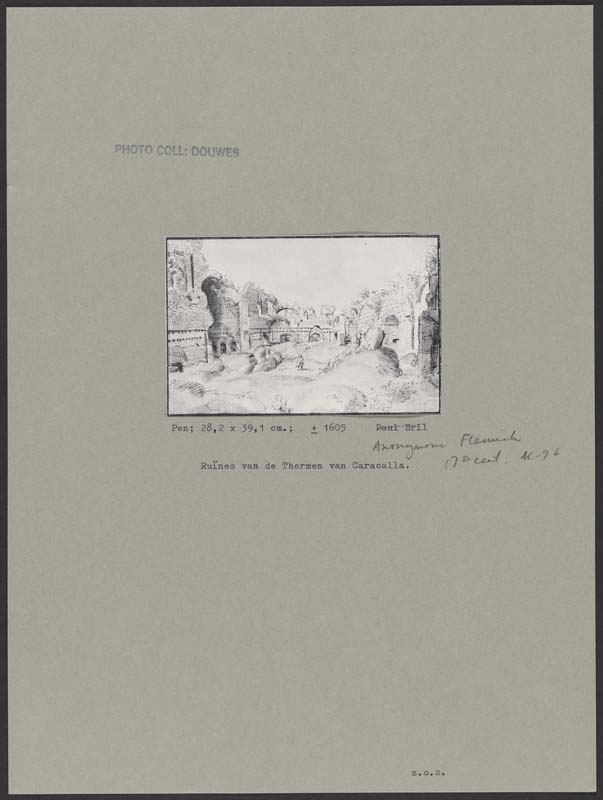 PHOTO COLL: DOUWES
Pen; 28,2 x 39,1 cm.; ± 1605 Paul Bril
Anonymous Flemish
17th cent. AK-96
Ruïnes van de Thermen van Caracalla.
z.o.z.